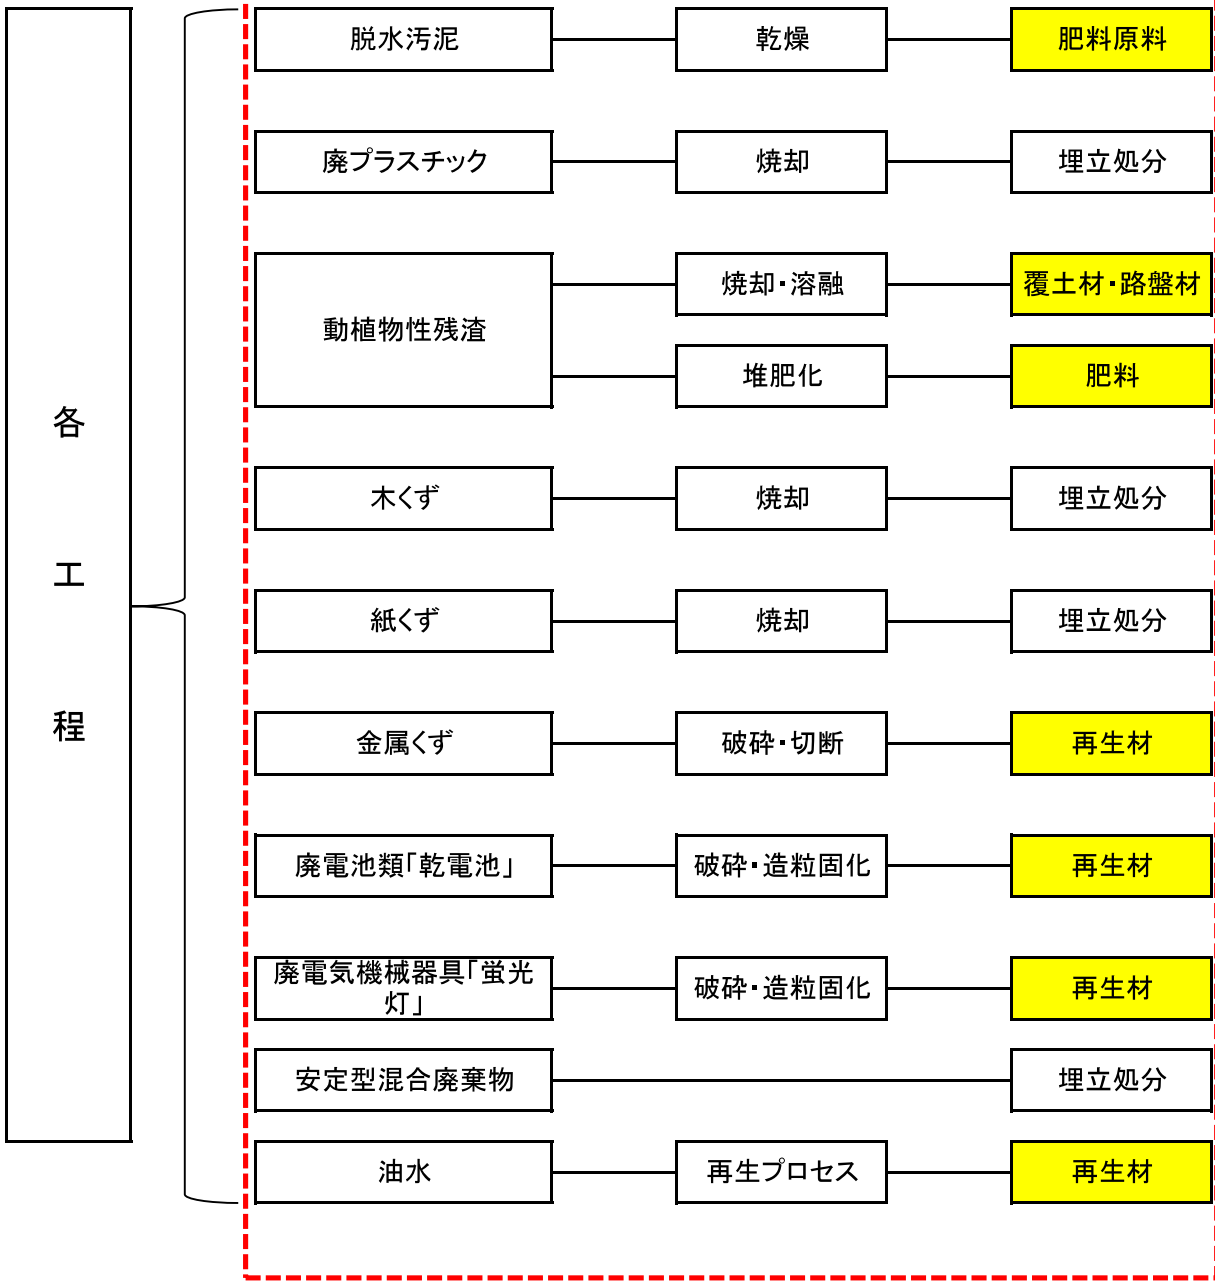 各
工
程
脱水汚泥
乾燥
肥料原料
廃プラスチック
焼却
埋立処分
動植物性残渣
焼却・溶融
覆土材・路盤材
堆肥化
肥料
木くず
焼却
埋立処分
紙くず
焼却
埋立処分
金属くず
破砕・切断
再生材
廃電池類「乾電池」
破砕・造粒固化
再生材
廃電気機械器具「蛍光
灯」
破砕・造粒固化
再生材
安定型混合廃棄物
埋立処分
油水
再生プロセス
再生材